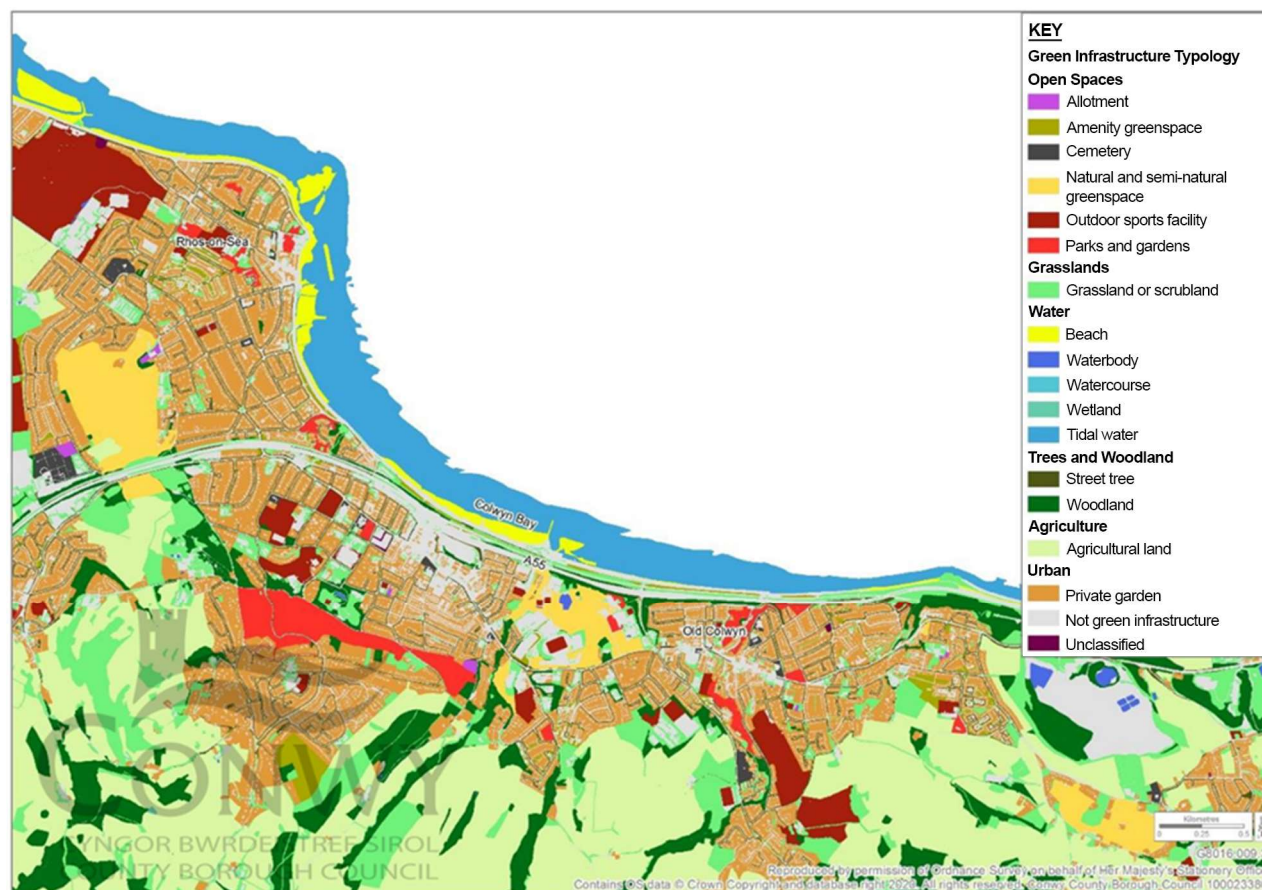 KEY
Green Infrastructure Typology
Open Spaces
Allotment
Amenity greenspace
Cemetery
Natural and semi-natural
greenspace
Outdoor sports facility
Parks and gardens
Grasslands
Grassland or scrubland
Water
Beach
Waterbody
Watercourse
Wetland
Tidal water
Trees and Woodland
Street tree
Woodland
Agriculture
Agricultural land
Urban
Private garden
Not green infrastructure
Unclassified
Rhos-on-Sea
Colwyn Bay
A55
Old Colwyn
CONWY
CYNGOR BWRDEISTREF SIROL
COUNTY BOROUGH COUNCIL
Kilometres
0 0.25 0.5
G8016.009
Reproduced by permission of Ordnance Survey on behalf of Her Majesty's Stationery Offic
Contains OS data © Crown Copyright and database right 2020. All rights reserved. Conwy County Borough Council